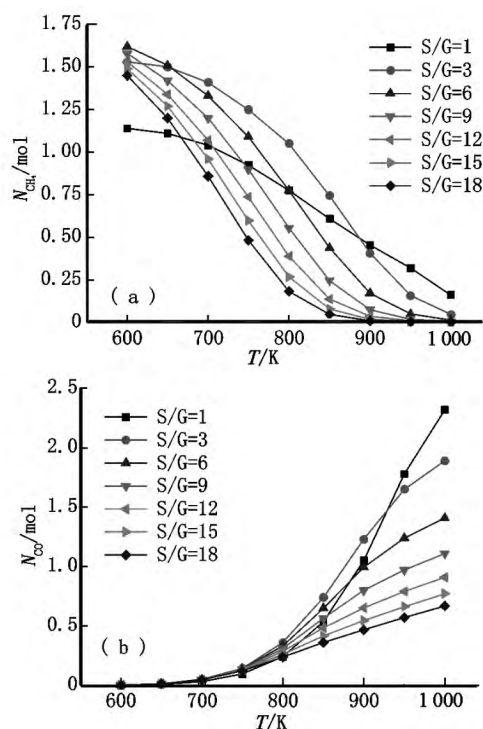 1.75
1.50
1.25
1.00
0.75
0.50
0.25
0
N_CH₄/mol
S/G=1
S/G=3
S/G=6
S/G=9
S/G=12
S/G=15
S/G=18
( a )
600 700 800 900 1 000
T/K
2.5
2.0
1.5
1.0
0.5
0
N_CO/mol
S/G=1
S/G=3
S/G=6
S/G=9
S/G=12
S/G=15
S/G=18
( b )
600 700 800 900 1 000
T/K